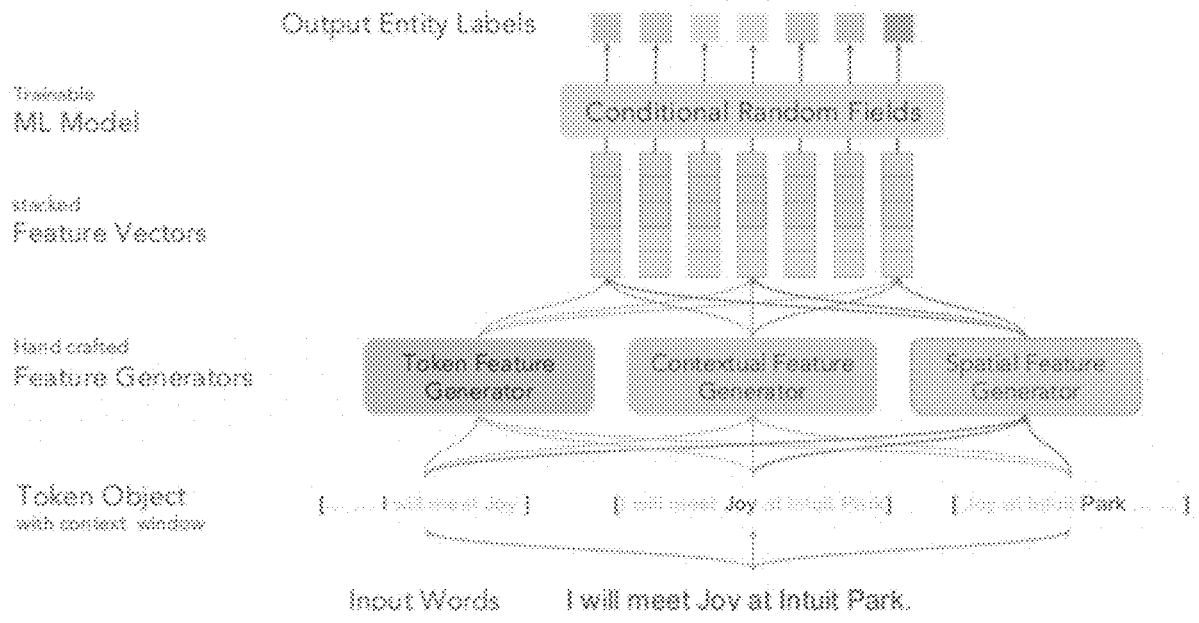 Output Entity Labels
Trainable
ML Model
Conditional Random Fields
stacked
Feature Vectors
Hand crafted
Feature Generators
Token Feature
Generator
Contextual Feature
Generator
Spatial Feature
Generator
Token Object
with context window
[... ... I will meet Joy ]
[I will meet Joy at Intuit Park]
[ Joy at Intuit Park ... ... ]
Input Words
I will meet Joy at Intuit Park.